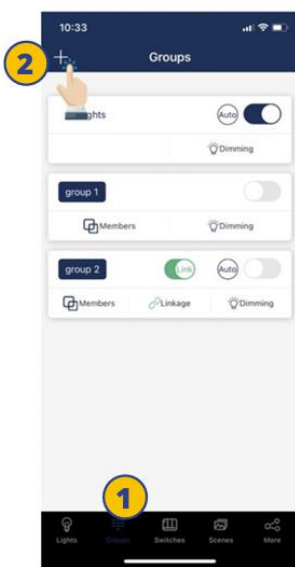 10:33
2
Groups
ghts
Auto
Dimming
group 1
Members
Dimming
group 2
Link
Auto
Members
Linkage
Dimming
1
Lights
Groups
Switches
Scenes
More